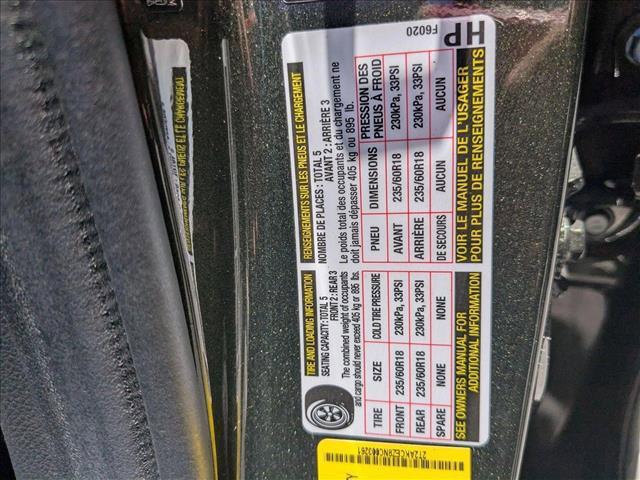 TIRE AND LOADING INFORMATION
SEATING CAPACITY: TOTAL 5
FRONT 2 : REAR 3
The combined weight of occupants
and cargo should never exceed 405 kg or 895 lbs.
TIRE SIZE COLD TIRE PRESSURE
FRONT 235/60R18 230kPa, 33PSI
REAR 235/60R18 230kPa, 33PSI
SPARE NONE NONE
SEE OWNERS MANUAL FOR
ADDITIONAL INFORMATION
RENSEIGNEMENTS SUR LES PNEUS ET LE CHARGEMENT
NOMBRE DE PLACES : TOTAL 5
AVANT 2 : ARRIÈRE 3
Le poids total des occupants et du chargement ne
doit jamais dépasser 405 kg ou 895 lb.
PNEU DIMENSIONS PRESSION DES
PNEUS À FROID
AVANT 235/60R18 230kPa, 33PSI
ARRIÈRE 235/60R18 230kPa, 33PSI
DE SECOURS AUCUN AUCUN
VOIR LE MANUEL DE L'USAGER
POUR PLUS DE RENSEIGNEMENTS
F6020
HP